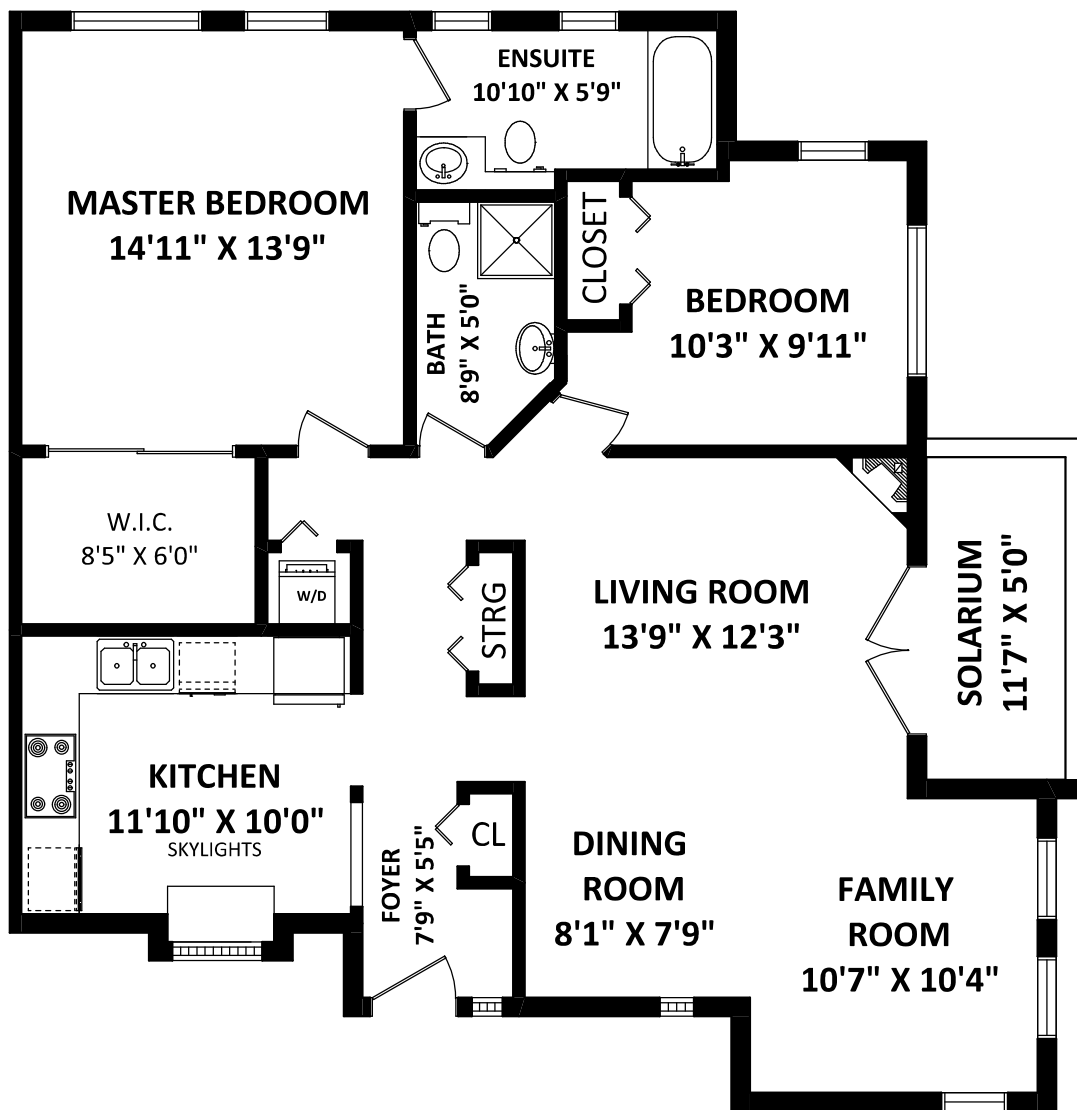 ENSUITE
10'10" X 5'9"
MASTER BEDROOM
14'11" X 13'9"
CLOSET
BEDROOM
10'3" X 9'11"
BATH
8'9" X 5'0"
W.I.C.
8'5" X 6'0"
W/D
STRG
LIVING ROOM
13'9" X 12'3"
SOLARIUM
11'7" X 5'0"
KITCHEN
11'10" X 10'0"
SKYLIGHTS
FOYER
7'9" X 5'5"
CL
DINING
ROOM
8'1" X 7'9"
FAMILY
ROOM
10'7" X 10'4"